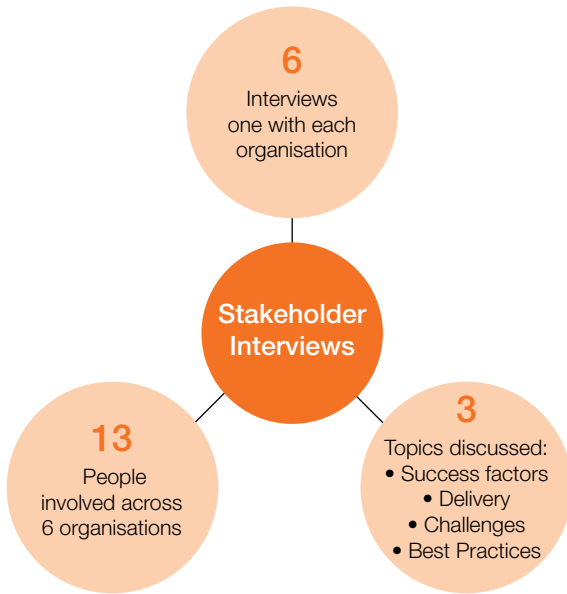 6
Interviews
one with each
organisation
Stakeholder
Interviews
13
People
involved across
6 organisations
3
Topics discussed:
• Success factors
• Delivery
• Challenges
• Best Practices